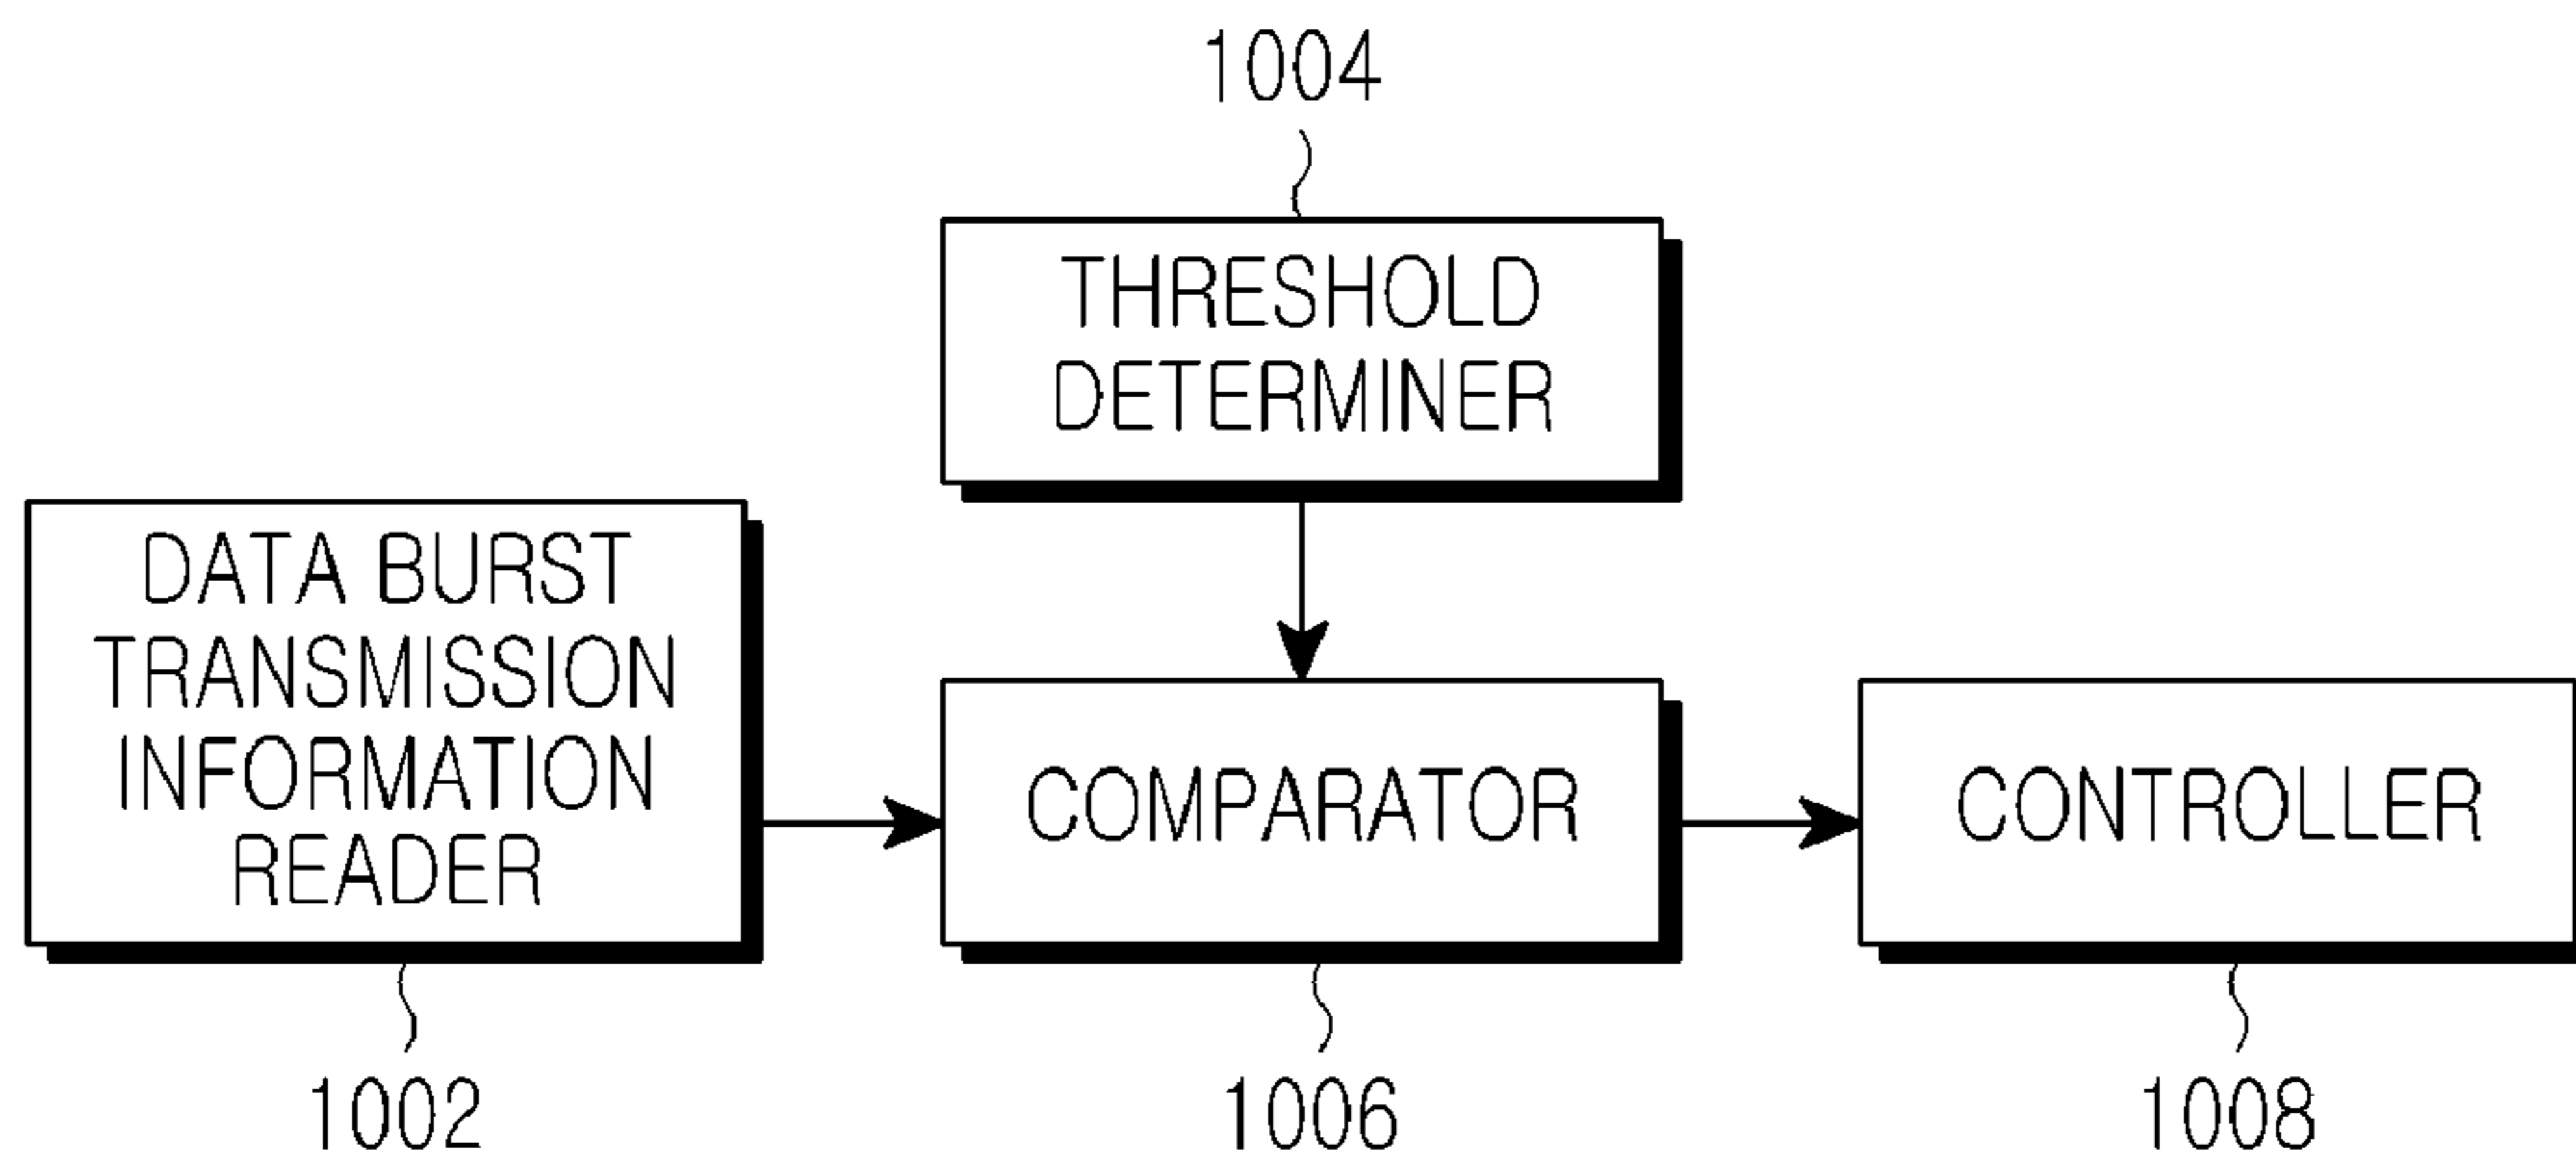 1004
THRESHOLD
DETERMINER
DATA BURST
TRANSMISSION
INFORMATION
READER
COMPARATOR
CONTROLLER
1002
1006
1008